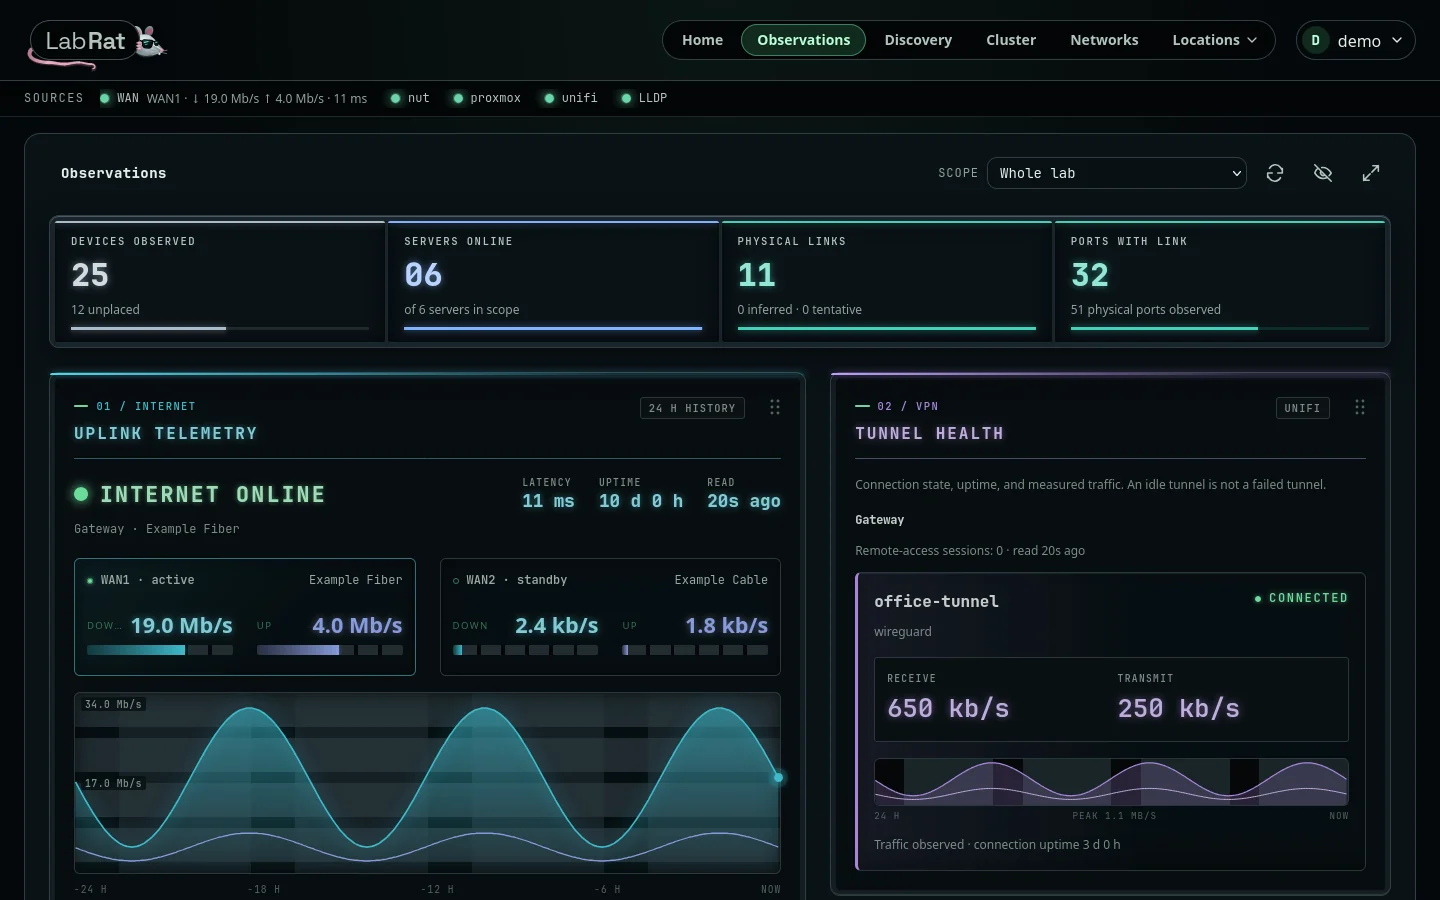 LabRat
Home
Observations
Discovery
Cluster
Networks
Locations
D
demo
SOURCES
WAN WAN1 · ↓ 19.0 Mb/s ↑ 4.0 Mb/s · 11 ms
nut
proxmox
unifi
LLDP
Observations
SCOPE
Whole lab
DEVICES OBSERVED
25
12 unplaced
SERVERS ONLINE
06
of 6 servers in scope
PHYSICAL LINKS
11
0 inferred · 0 tentative
PORTS WITH LINK
32
51 physical ports observed
01 / INTERNET
24 H HISTORY
UPLINK TELEMETRY
INTERNET ONLINE
LATENCY
11 ms
UPTIME
10 d 0 h
READ
20s ago
Gateway · Example Fiber
WAN1 · active
Example Fiber
DOW… 19.0 Mb/s
UP 4.0 Mb/s
WAN2 · standby
Example Cable
DOWN 2.4 kb/s
UP 1.8 kb/s
34.0 Mb/s
17.0 Mb/s
-24 H
-18 H
-12 H
-6 H
NOW
02 / VPN
UNIFI
TUNNEL HEALTH
Connection state, uptime, and measured traffic. An idle tunnel is not a failed tunnel.
Gateway
Remote-access sessions: 0 · read 20s ago
office-tunnel
CONNECTED
wireguard
RECEIVE
650 kb/s
TRANSMIT
250 kb/s
24 H
PEAK 1.1 MB/S
NOW
Traffic observed · connection uptime 3 d 0 h